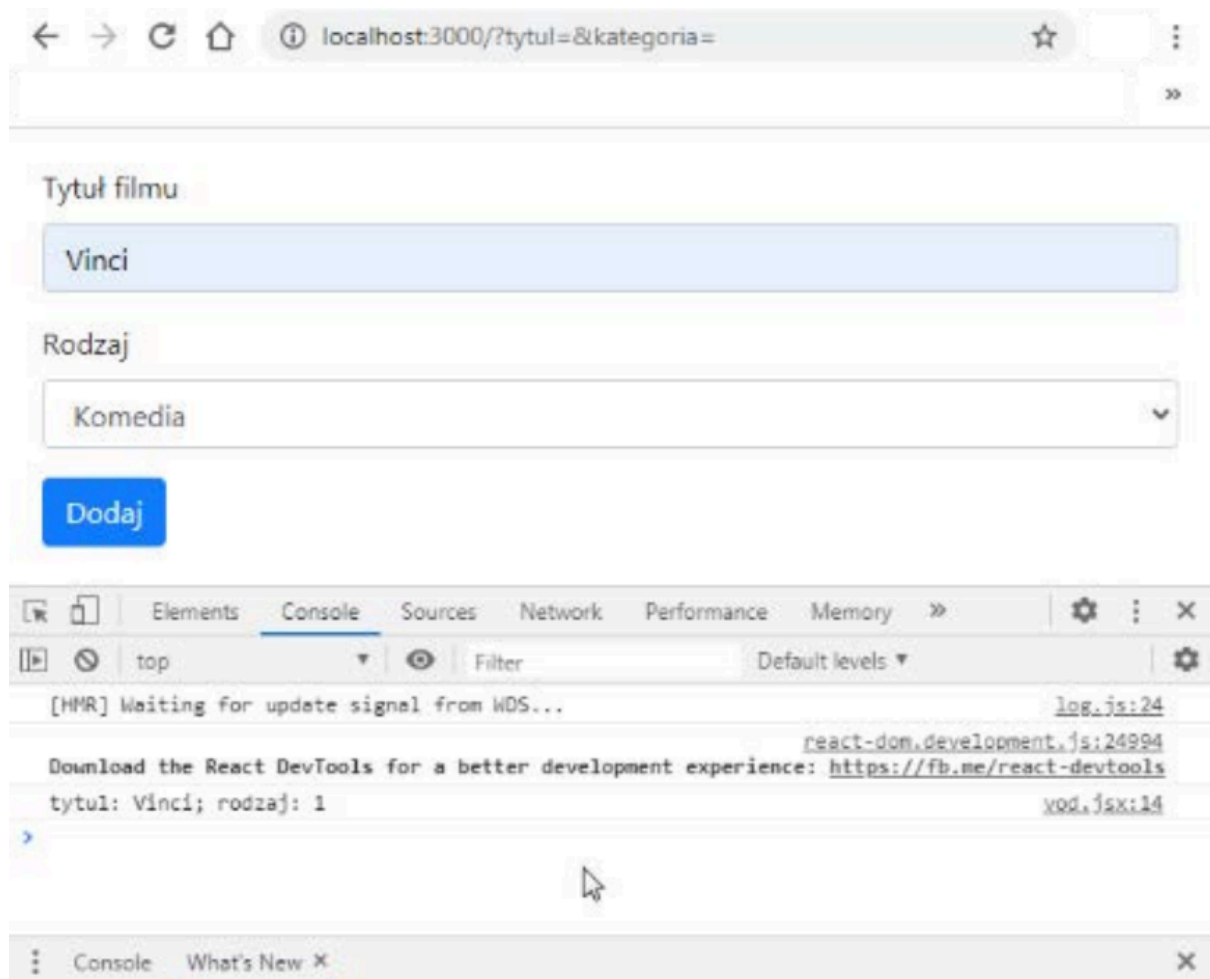 localhost:3000/?tytul=&kategoria=
»
Tytuł filmu
Vinci
Rodzaj
Komedia
Dodaj
Elements Console Sources Network Performance Memory »
top Filter Default levels ▼
[HMR] Waiting for update signal from WDS... log.js:24
react-dom.development.js:24994
Download the React DevTools for a better development experience: https://fb.me/react-devtools
tytul: Vinci; rodzaj: 1 vod.jsx:14
>
Console What's New ×